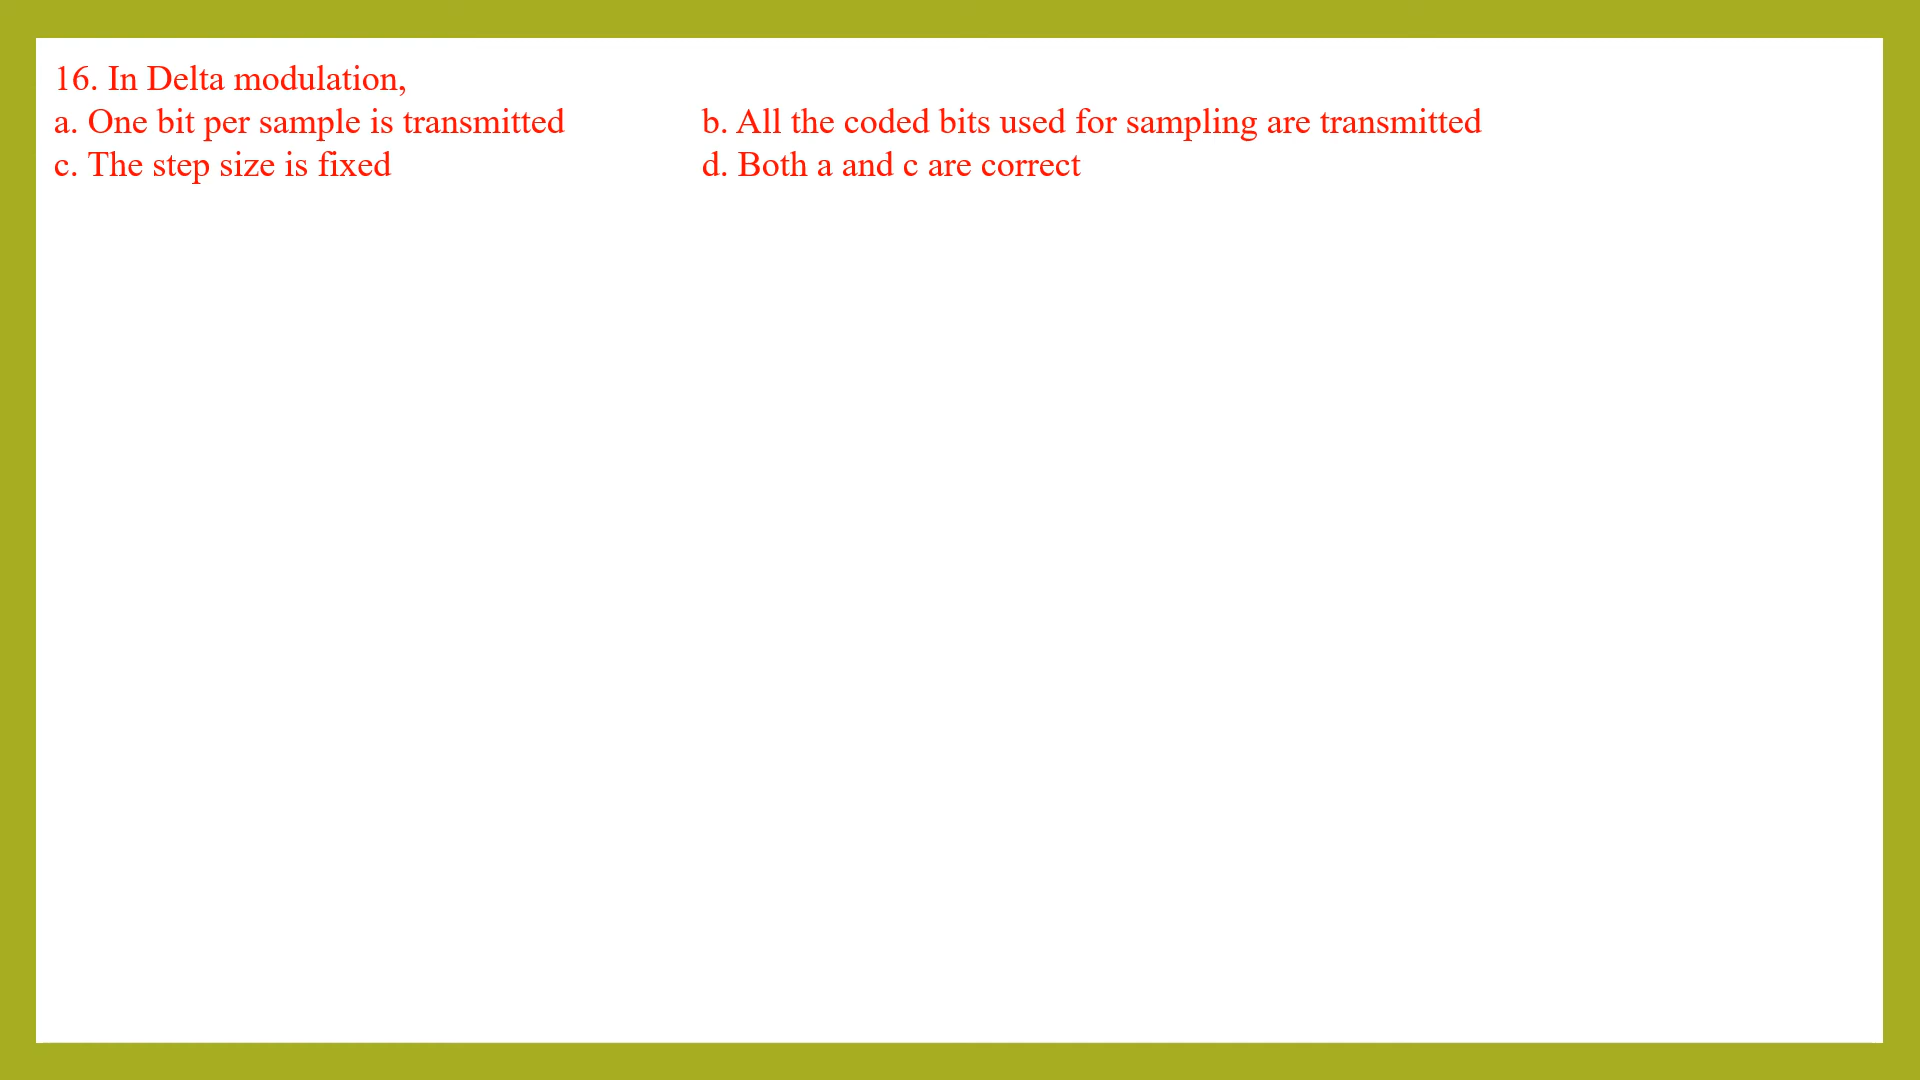 16. In Delta modulation,
a. One bit per sample is transmitted b. All the coded bits used for sampling are transmitted
c. The step size is fixed d. Both a and c are correct